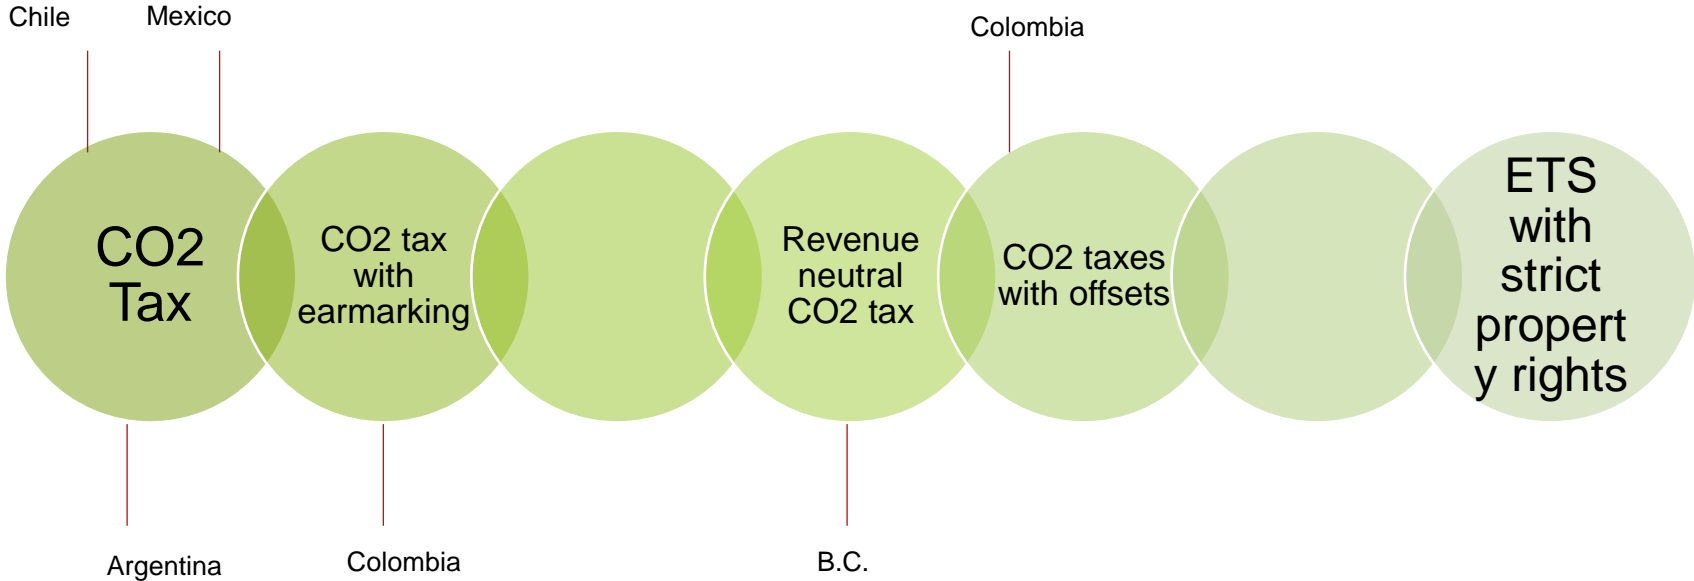 Chile
Mexico
Colombia
CO2
Tax
CO2 tax
with
earmarking
Revenue
neutral
CO2 tax
CO2 taxes
with offsets
ETS
with
strict
propert
y rights
Argentina
Colombia
B.C.